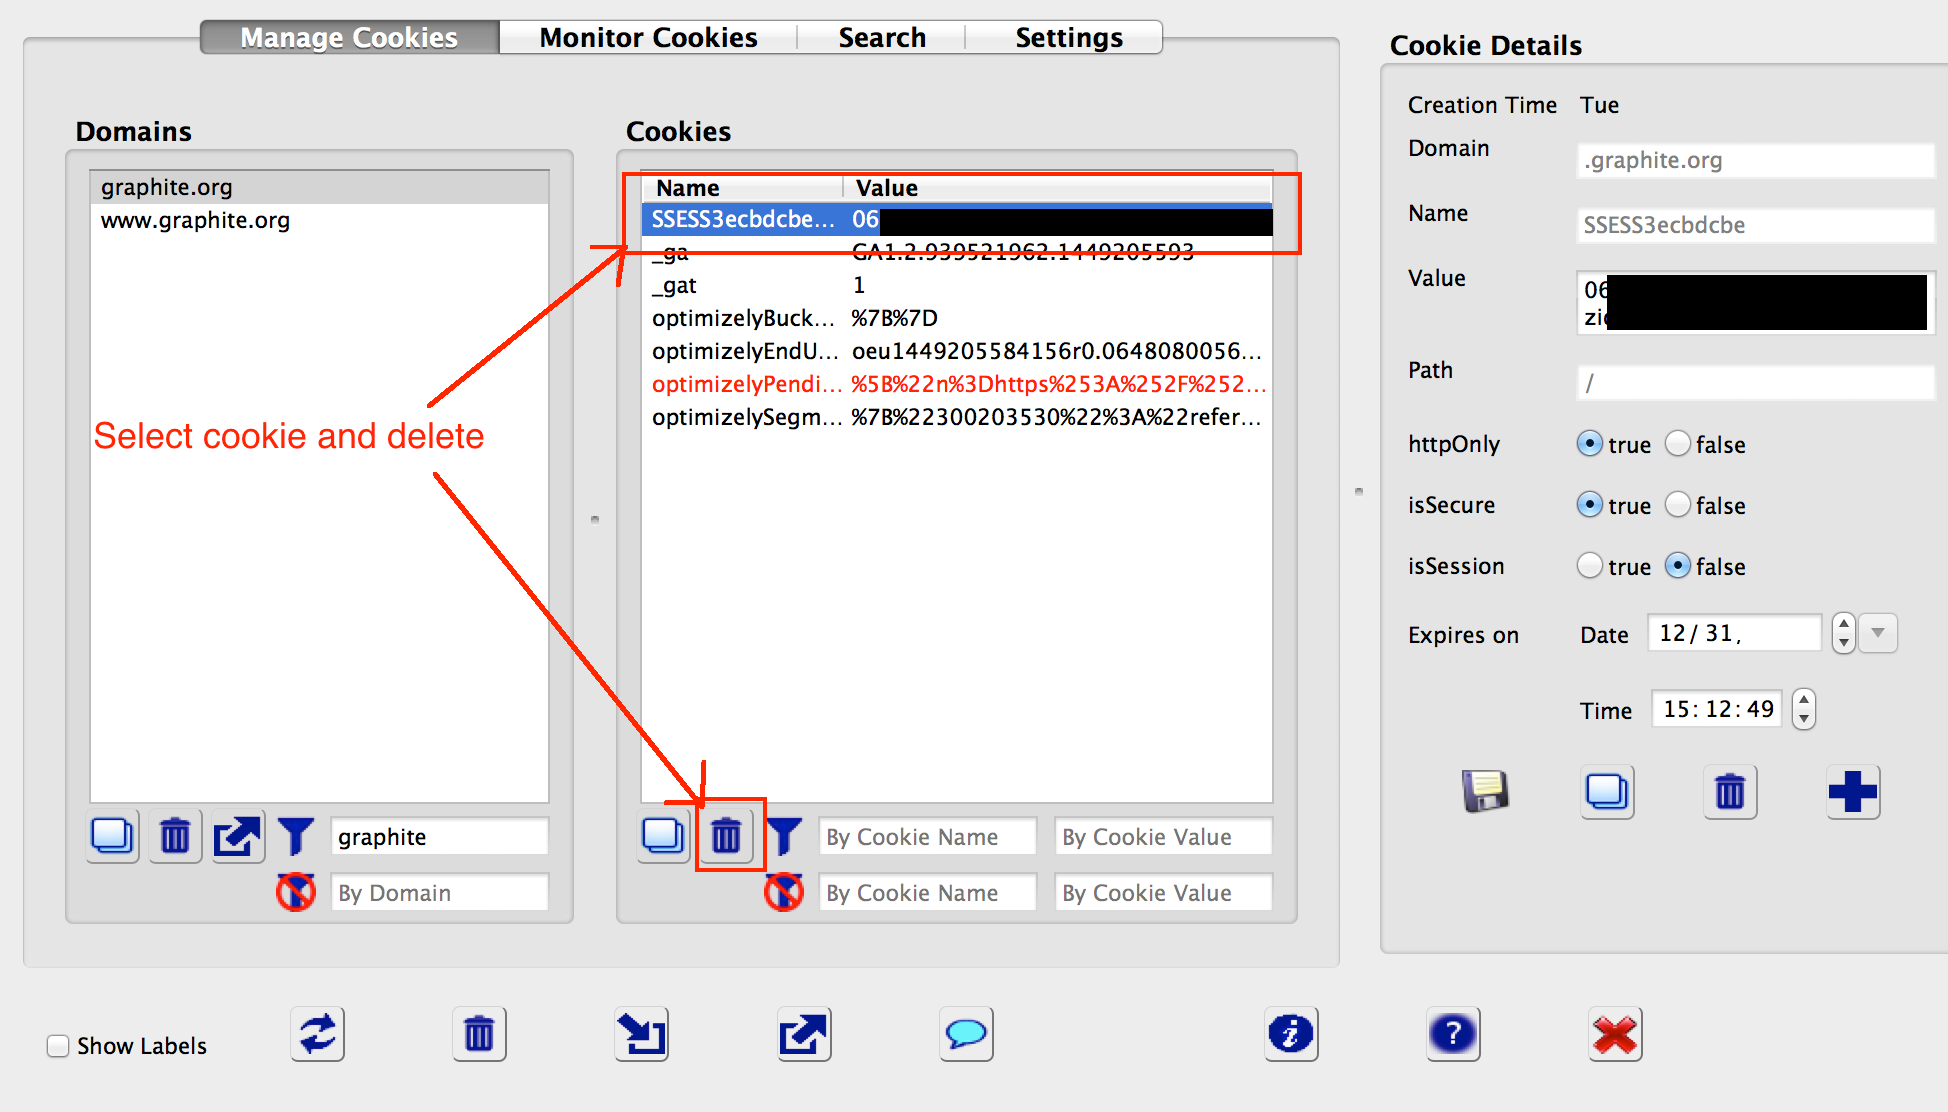 Manage Cookies
Monitor Cookies
Search
Settings
Domains
graphite.org
www.graphite.org
graphite
By Domain
Cookies
Name Value
SSESS3ecbdcbe... 06
_ga GA1.2.939521962.1449205593
_gat 1
optimizelyBuck... %7B%7D
optimizelyEndU... oeu1449205584156r0.0648080056...
optimizelyPendi... %5B%22n%3Dhttps%253A%252F%252...
optimizelySegm... %7B%22300203530%22%3A%22refer...
By Cookie Name By Cookie Value
By Cookie Name By Cookie Value
Select cookie and delete
Cookie Details
Creation Time Tue
Domain .graphite.org
Name SSESS3ecbdcbe
Value 06
Path /
httpOnly true false
isSecure true false
isSession true false
Expires on Date 12/31,
Time 15:12:49
Show Labels